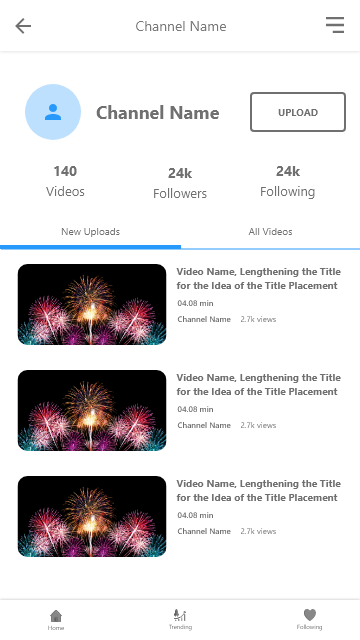 Channel Name
Channel Name
UPLOAD
140
Videos
24k
Followers
24k
Following
New Uploads
All Videos
Video Name, Lengthening the Title
for the Idea of the Title Placement
04.08 min
Channel Name 2.7k views
Video Name, Lengthening the Title
for the Idea of the Title Placement
04.08 min
Channel Name 2.7k views
Video Name, Lengthening the Title
for the Idea of the Title Placement
04.08 min
Channel Name 2.7k views
Home
Trending
Following